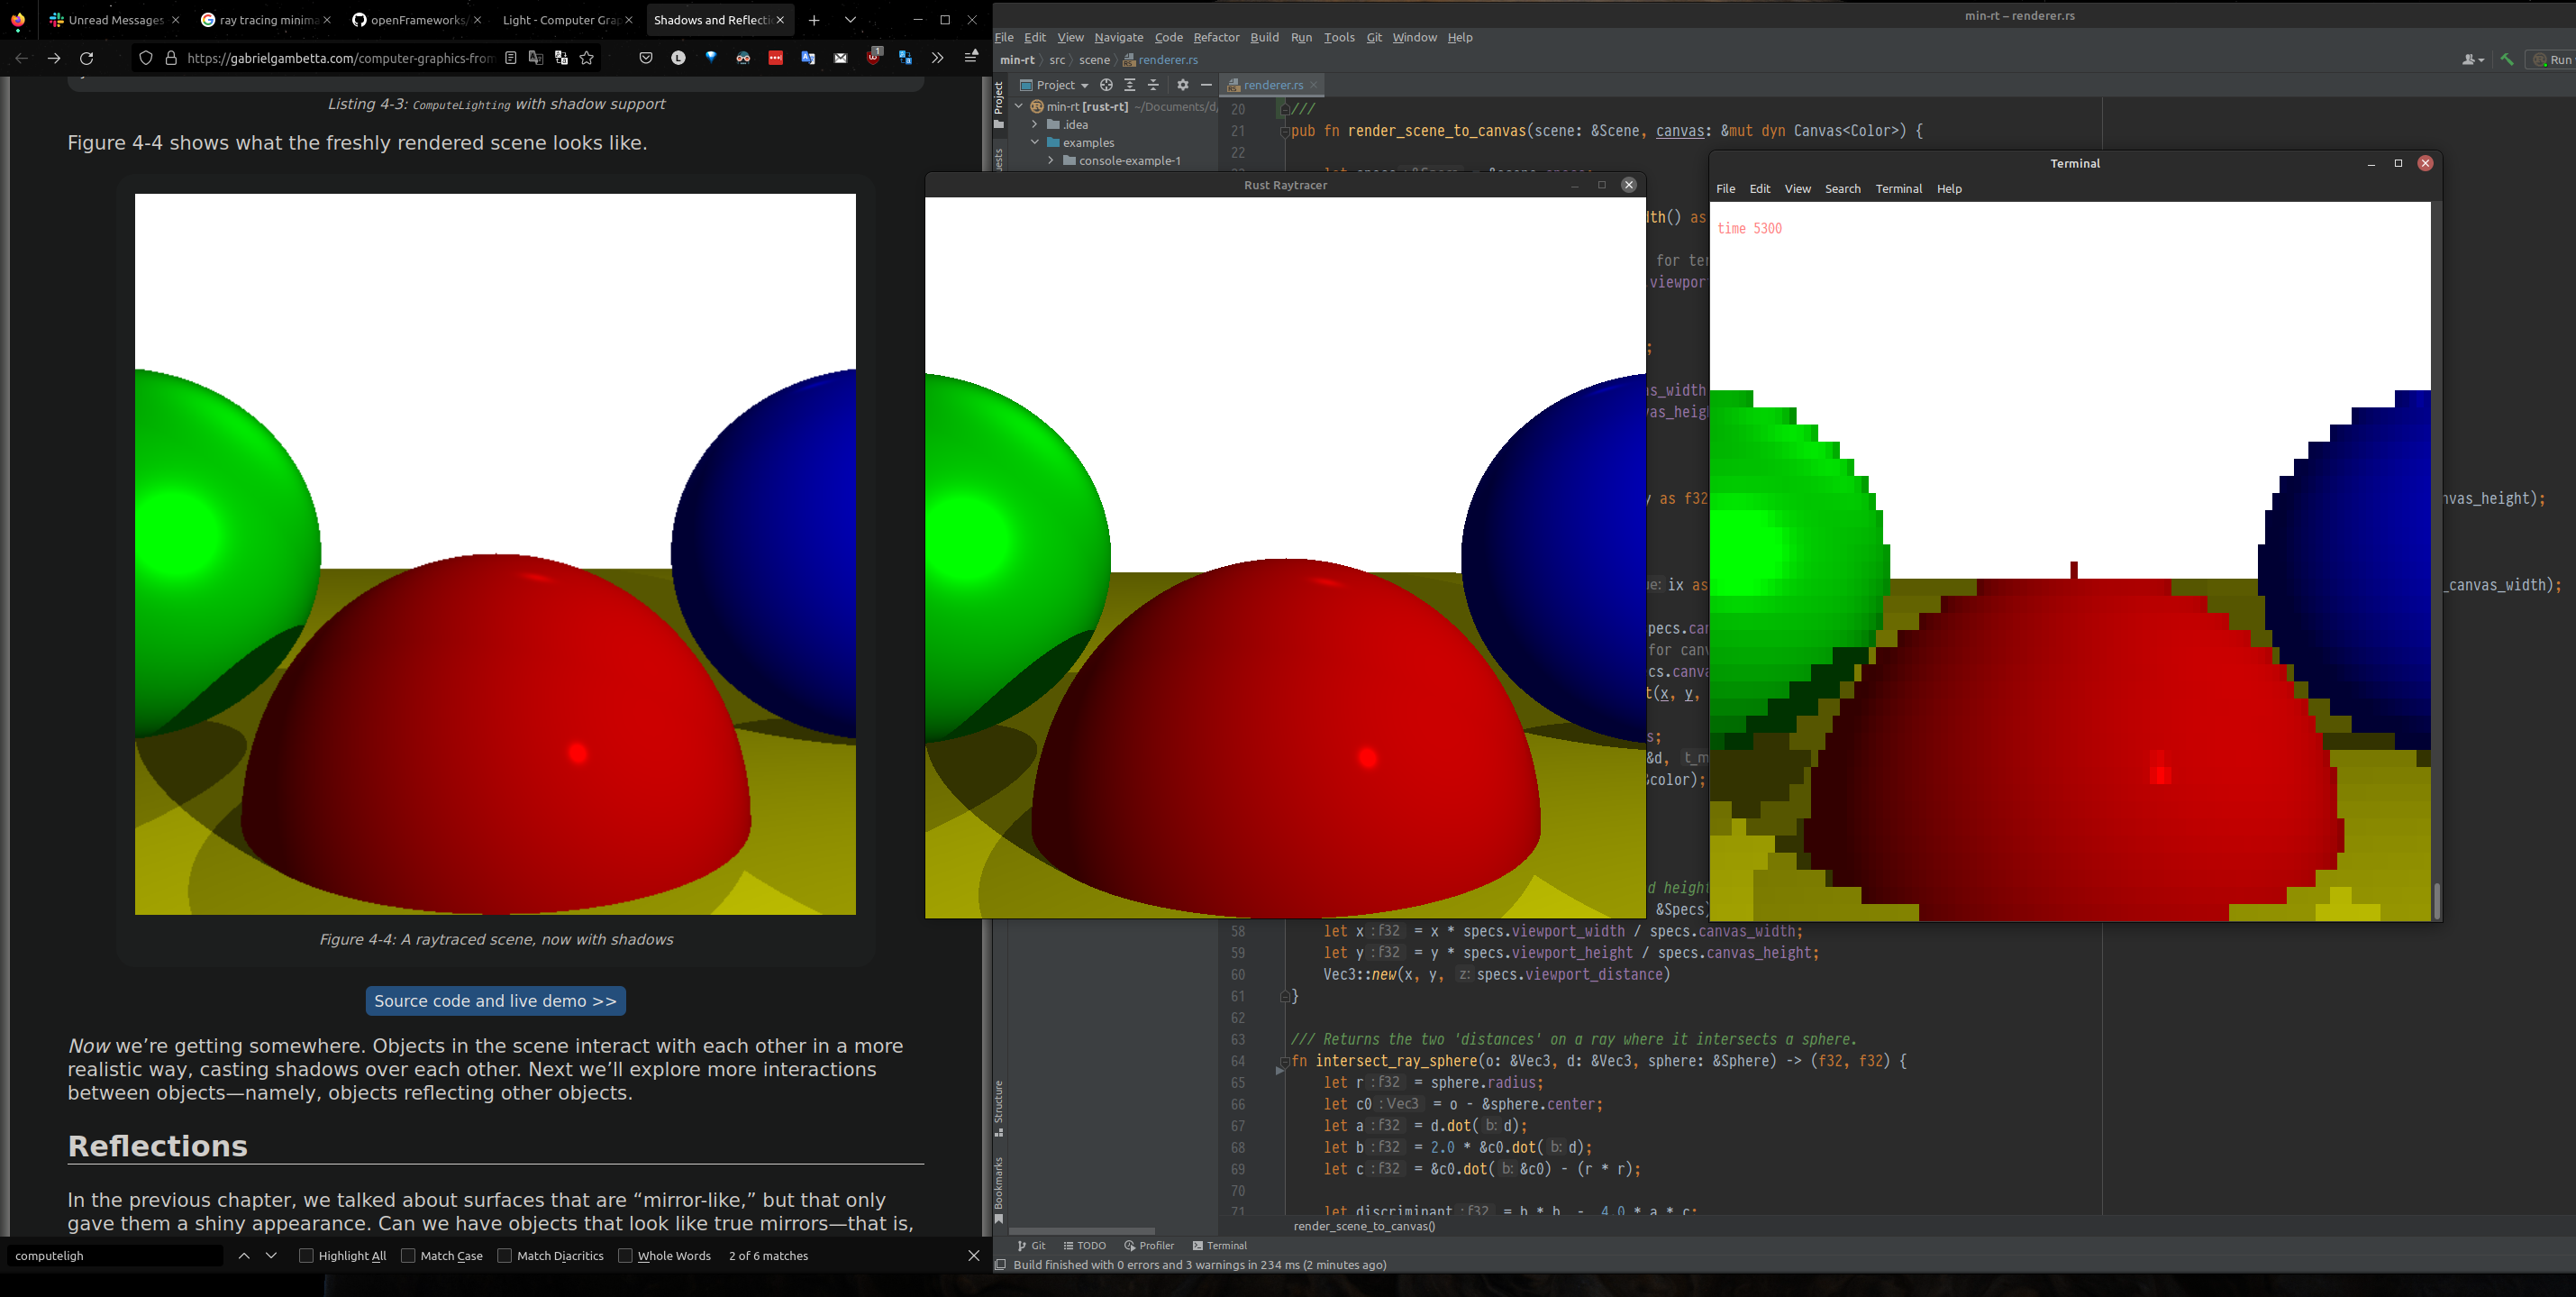 Unread Messages
ray tracing minima
openFrameworks/
Light - Computer Gra
Shadows and Reflecti
https://gabrielgambetta.com/computer-graphics-from
1
Listing 4-3: ComputeLighting with shadow support
Figure 4-4 shows what the freshly rendered scene looks like.
Figure 4-4: A raytraced scene, now with shadows
Source code and live demo >>
Now we’re getting somewhere. Objects in the scene interact with each other in a more
realistic way, casting shadows over each other. Next we’ll explore more interactions
between objects—namely, objects reflecting other objects.
Reflections
In the previous chapter, we talked about surfaces that are “mirror-like,” but that only
gave them a shiny appearance. Can we have objects that look like true mirrors—that is,
computeligh
Highlight All
Match Case
Match Diacritics
Whole Words
2 of 6 matches
min-rt – renderer.rs
File Edit View Navigate Code Refactor Build Run Tools Git Window Help
min-rt src scene renderer.rs
Run
Project
Project
renderer.rs
min-rt [rust-rt] ~/Documents/d/
.idea
examples
console-example-1
20 ///
21 pub fn render_scene_to_canvas(scene: &Scene, canvas: &mut dyn Canvas<Color>) {
22
Rust Raytracer
Terminal
File Edit View Search Terminal Help
time 5300
58 let x : f32 = x * specs.viewport_width / specs.canvas_width;
59 let y : f32 = y * specs.viewport_height / specs.canvas_height;
60 Vec3::new(x, y, z: specs.viewport_distance)
61 }
62
63 /// Returns the two 'distances' on a ray where it intersects a sphere.
64 fn intersect_ray_sphere(o: &Vec3, d: &Vec3, sphere: &Sphere) -> (f32, f32) {
65 let r : f32 = sphere.radius;
66 let c0 : Vec3 = o - &sphere.center;
67 let a : f32 = d.dot( b: d);
68 let b : f32 = 2.0 * &c0.dot( b: d);
69 let c : f32 = &c0.dot( b: &c0) - (r * r);
70
71 let discriminant : f32 = b * b - 4.0 * a * c;
render_scene_to_canvas()
Structure
Bookmarks
Git TODO Profiler Terminal
Build finished with 0 errors and 3 warnings in 234 ms (2 minutes ago)